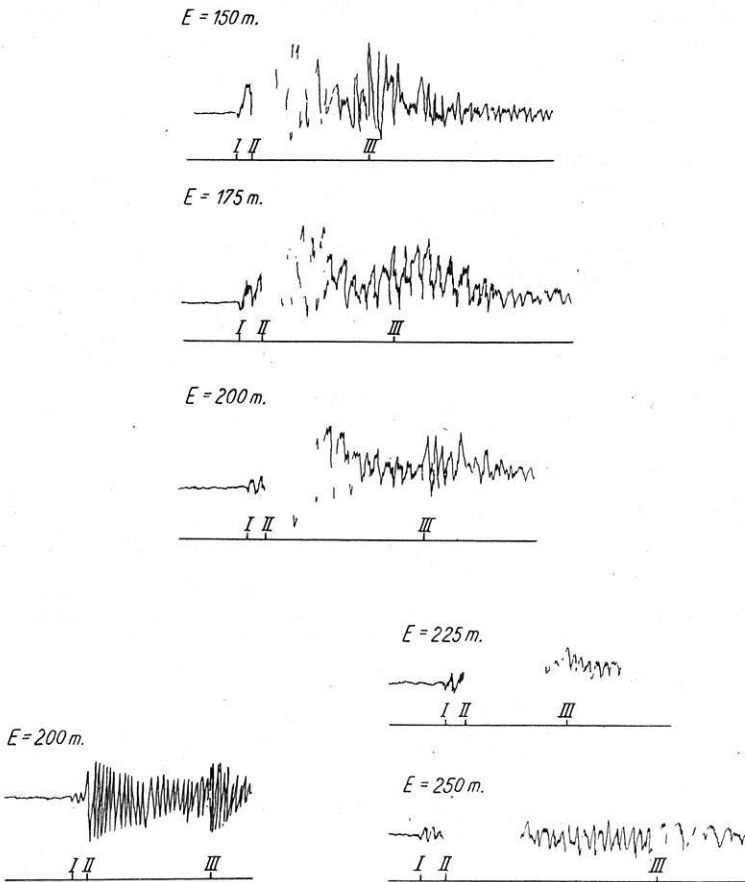 E = 150 m.
I II III
E = 175 m.
I II III
E = 200 m.
I II III
E = 225 m.
I II III
E = 200 m.
I II III
E = 250 m.
I II III